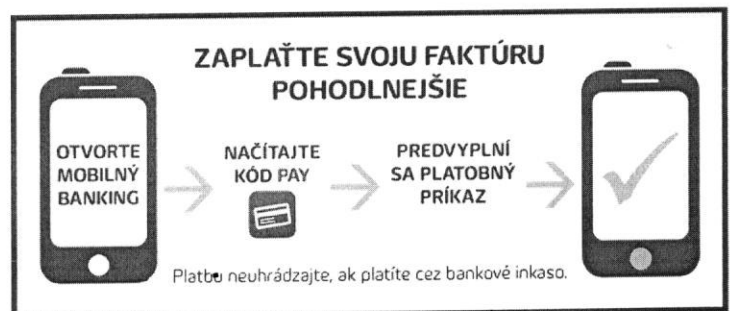 ZAPLAŤTE SVOJU FAKTÚRU
POHODLNEJŠIE
OTVORTE
MOBILNÝ
BANKING
NAČÍTAJTE
KÓD PAY
PREDVYPLNÍ
SA PLATOBNÝ
PRÍKAZ
Platbu neuhrádzajte, ak platíte cez bankové inkaso.